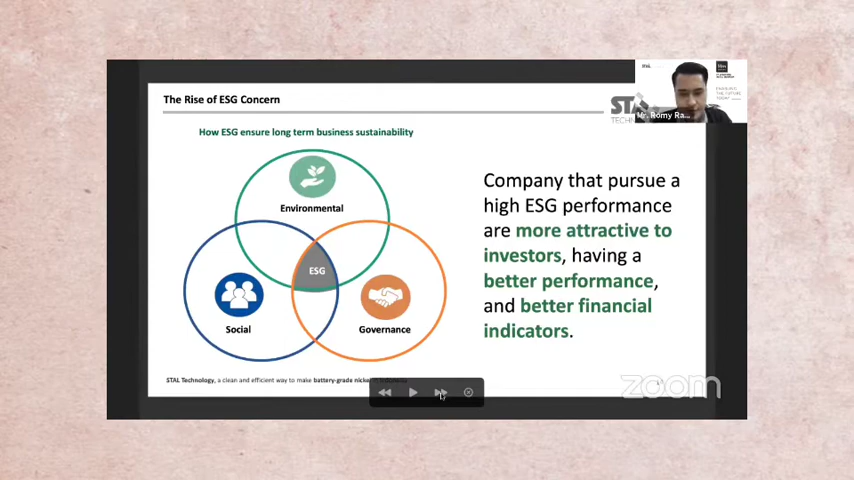 The Rise of ESG Concern
How ESG ensure long term business sustainability
Environmental
ESG
Social
Governance
Company that pursue a
high ESG performance
are more attractive to
investors, having a
better performance,
and better financial
indicators.
STAL Technology, a clean and efficient way to make battery-grade
STAL
Mr. Romy Ra...
zoom